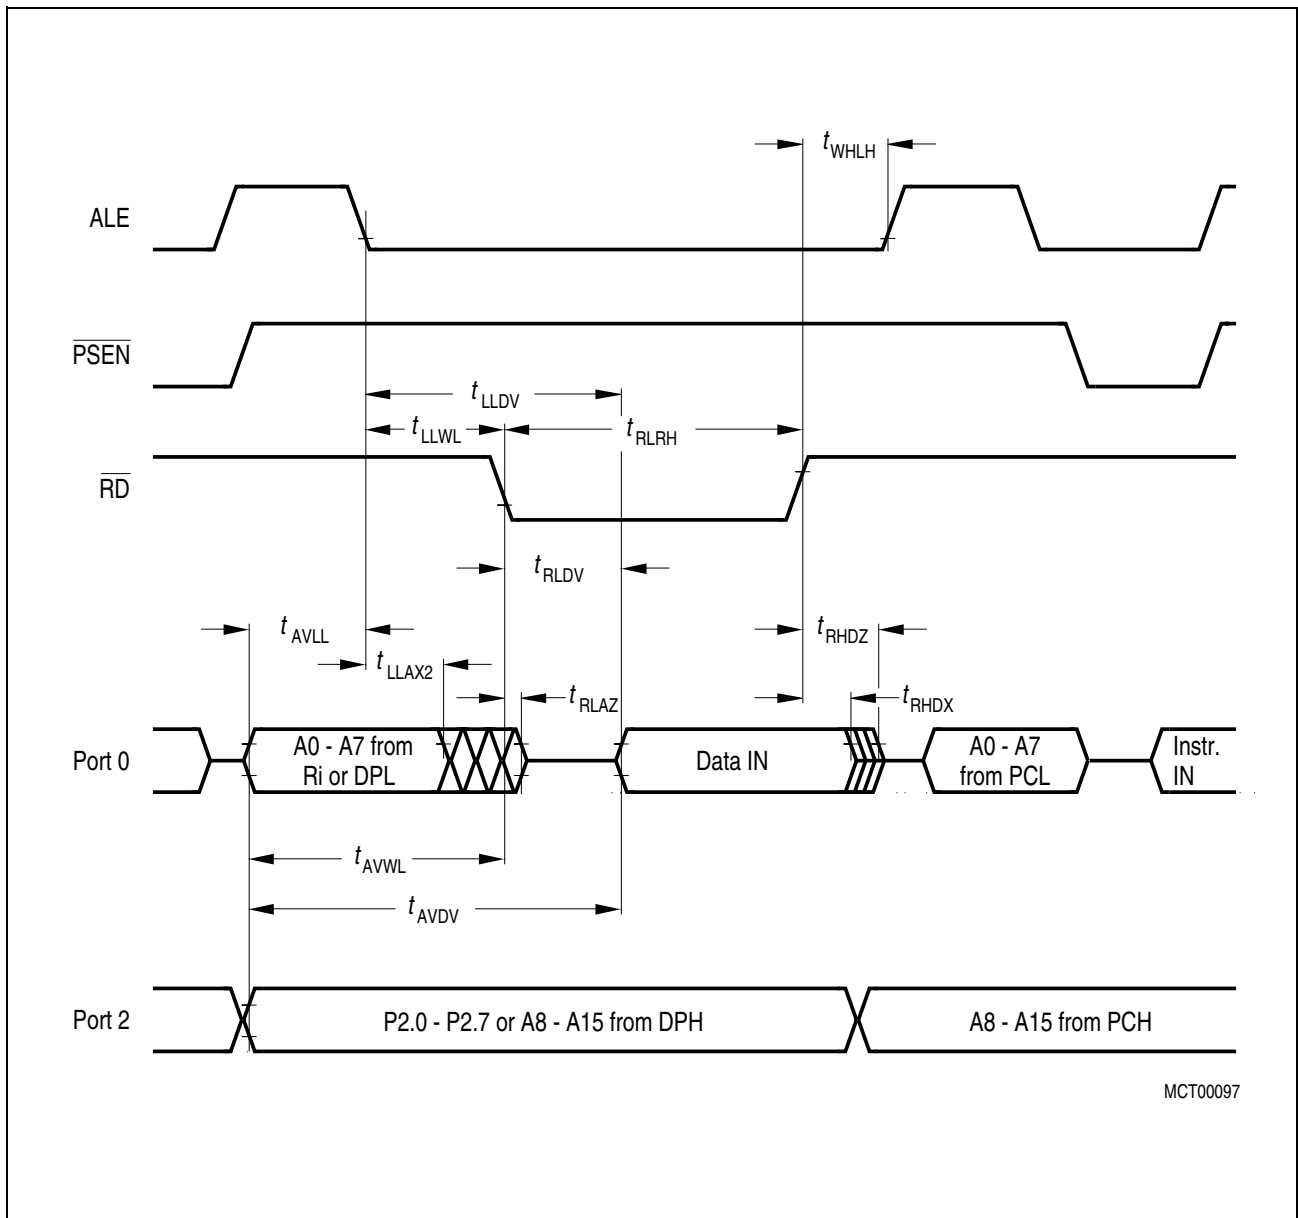 t WHLH
ALE
PSEN
t LLDV
t LLWL
t RLRH
RD
t RLDV
t AVLL
t RHDZ
t LLAX2
t RLAZ
t RHDX
Port 0
A0 - A7 from
Ri or DPL
Data IN
A0 - A7
from PCL
Instr.
IN
t AVWL
t AVDV
Port 2
P2.0 - P2.7 or A8 - A15 from DPH
A8 - A15 from PCH
MCT00097